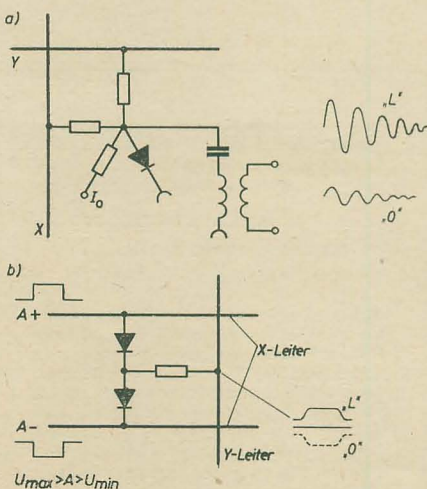 a)
Y
„L“
I₀
„0“
X
b)
A+
X-Leiter
„L“
A-
„0“
Y-Leiter
Umax>A>Umin